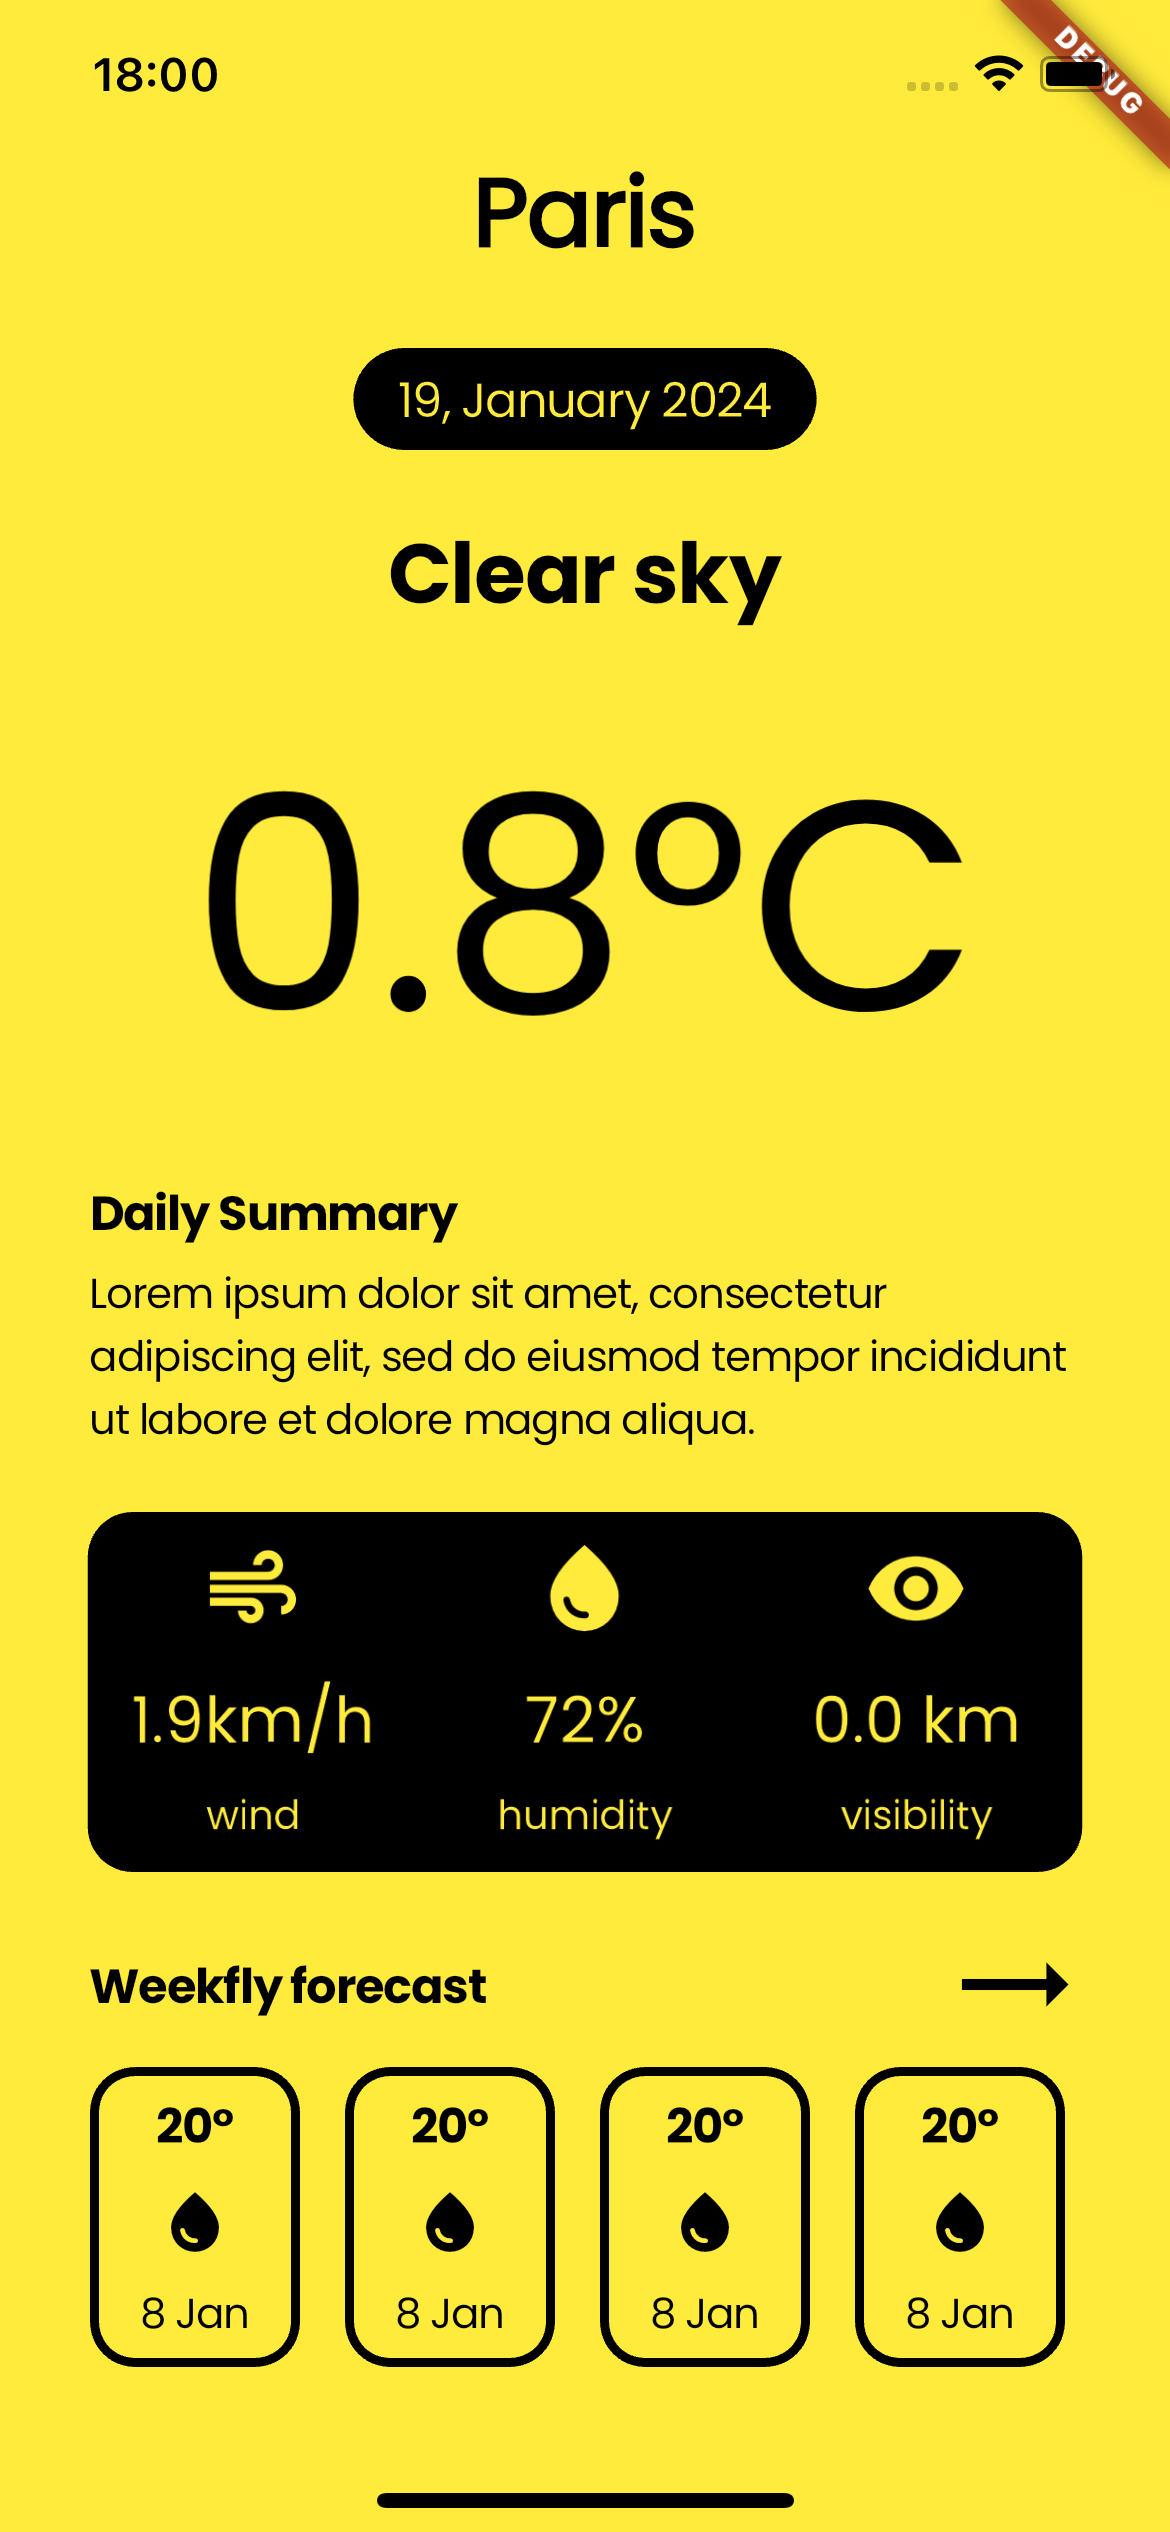 18:00
DEBUG
Paris
19, January 2024
Clear sky
0.8°C
Daily Summary
Lorem ipsum dolor sit amet, consectetur
adipiscing elit, sed do eiusmod tempor incididunt
ut labore et dolore magna aliqua.
1.9km/h 72% 0.0 km
wind humidity visibility
Weekfly forecast
20° 20° 20° 20°
8 Jan 8 Jan 8 Jan 8 Jan